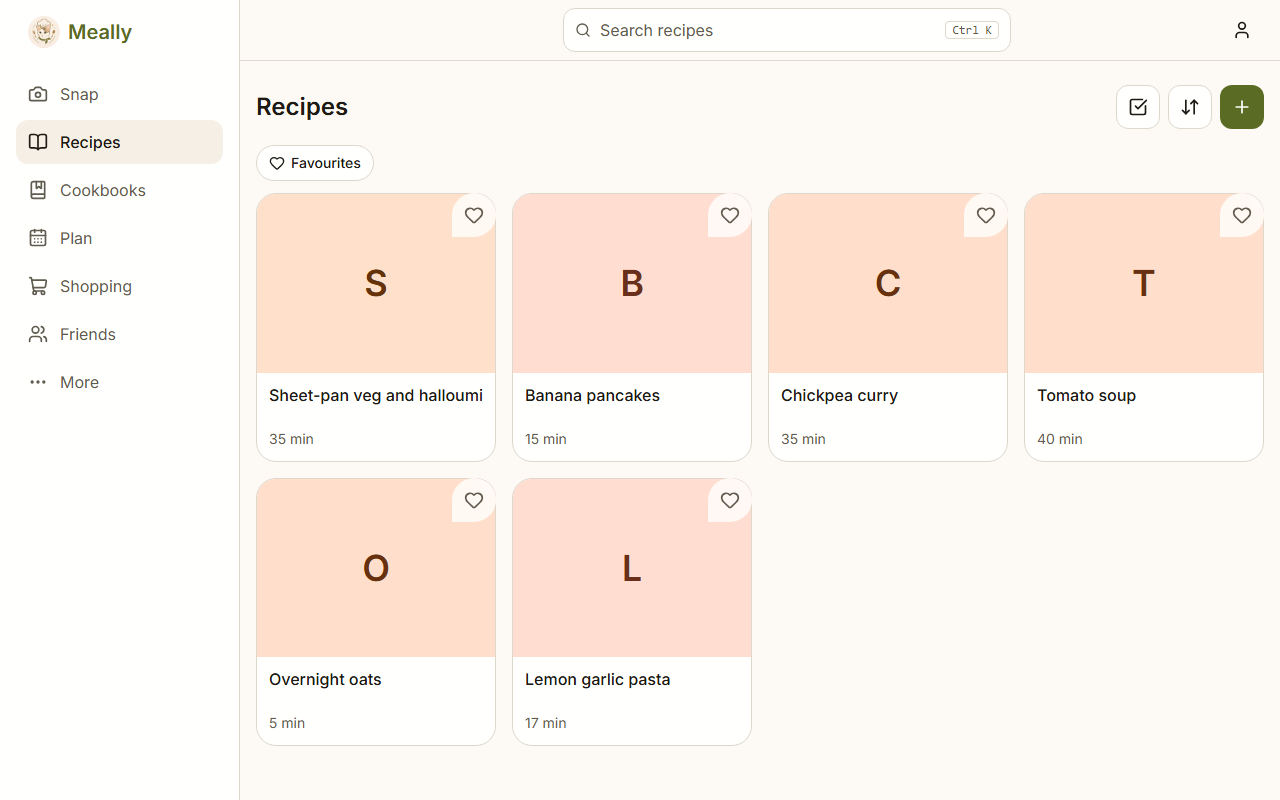 Meally
Search recipes
Ctrl K
Snap
Recipes
Cookbooks
Plan
Shopping
Friends
More
Recipes
Favourites
S
Sheet-pan veg and halloumi
35 min
B
Banana pancakes
15 min
C
Chickpea curry
35 min
T
Tomato soup
40 min
O
Overnight oats
5 min
L
Lemon garlic pasta
17 min